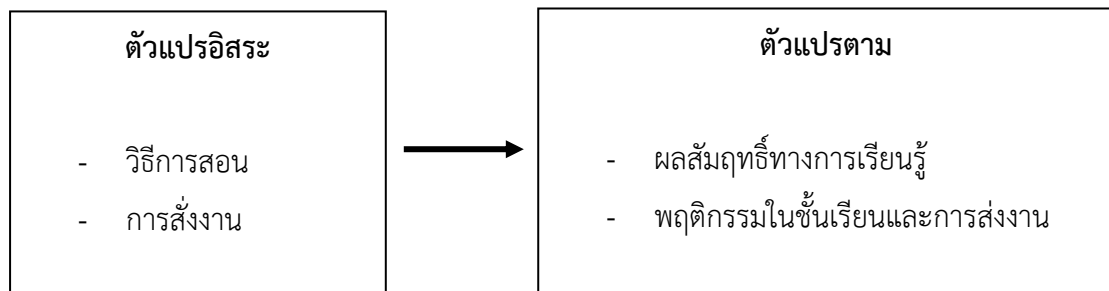 ตัวแปรอิสระ
- วิธีการสอน
- การสั่งงาน
ตัวแปรตาม
- ผลสัมฤทธิ์ทางการเรียนรู้
- พฤติกรรมในชั้นเรียนและการส่งงาน